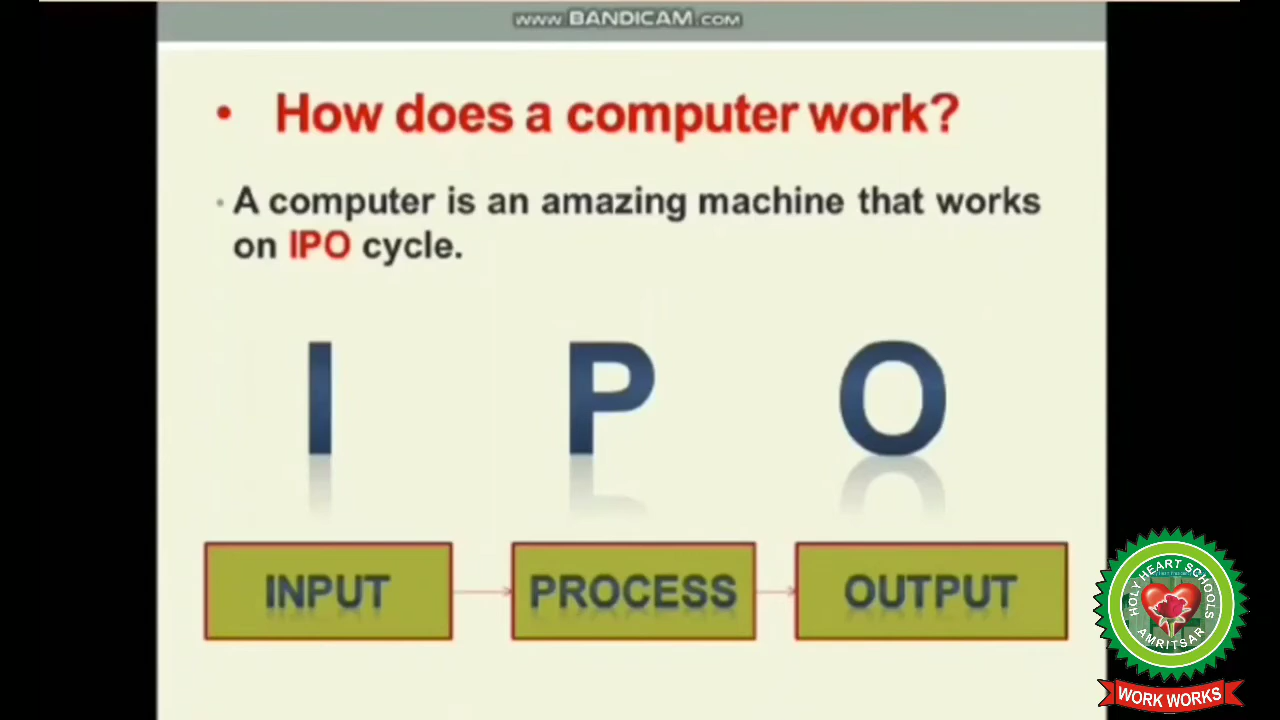 www.BANDICAM.com
• How does a computer work?
• A computer is an amazing machine that works
on IPO cycle.
I P O
INPUT PROCESS OUTPUT
HOLY HEART SCHOOLS
AMRITSAR
WORK WORKS